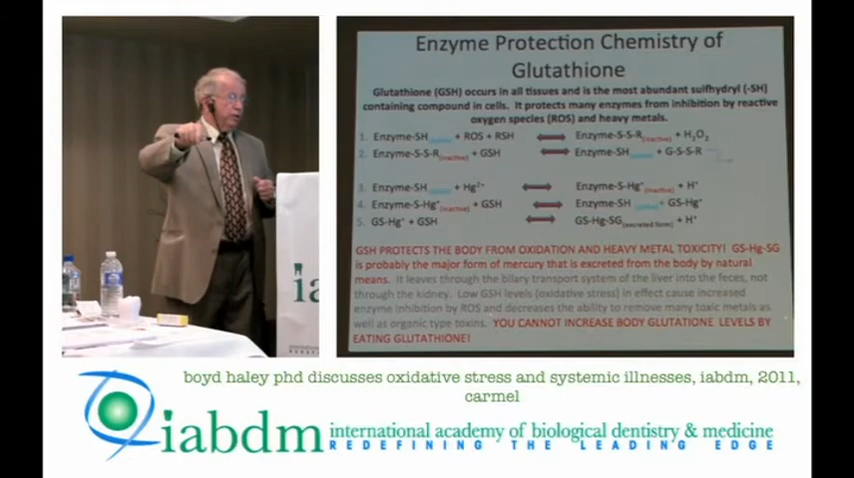 Enzyme Protection Chemistry of
Glutathione
Glutathione (GSH) occurs in all tissues and is the most abundant sulfhydryl (-SH)
containing compound in cells. It protects many enzymes from inhibition by reactive
oxygen species (ROS) and heavy metals.
1. Enzyme-SH + ROS + RSH ⟷ Enzyme-S-S-R(inactive) + H₂O₂
2. Enzyme-S-S-R(inactive) + GSH ⟷ Enzyme-SH + G-S-S-R
3. Enzyme-SH + Hg²⁺ ⟷ Enzyme-S-Hg⁺(inactive) + H⁺
4. Enzyme-S-Hg⁺(inactive) + GSH ⟷ Enzyme-SH + GS-Hg⁺
5. GS-Hg⁺ + GSH ⟷ GS-Hg-SG(excreted form) + H⁺
GSH PROTECTS THE BODY FROM OXIDATION AND HEAVY METAL TOXICITY! GS-Hg-SG
is probably the major form of mercury that is excreted from the body by natural
means. It leaves through the bilary transport system of the liver into the feces, not
through the kidney. Low GSH levels (oxidative stress) in effect cause increased
enzyme inhibition by ROS and decreases the ability to remove many toxic metals as
well as organic type toxins. YOU CANNOT INCREASE BODY GLUTATIONE LEVELS BY
EATING GLUTATHIONE!
ia
boyd haley phd discusses oxidative stress and systemic illnesses, iabdm, 2011,
carmel
iabdm international academy of biological dentistry & medicine
REDEFINING THE LEADING EDGE